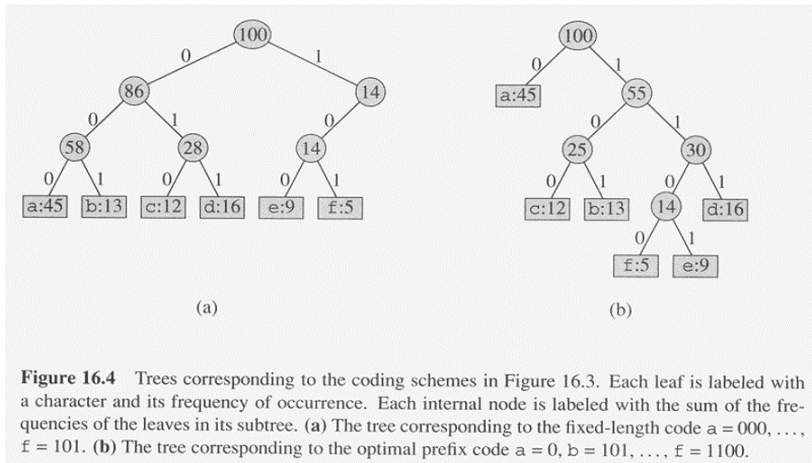 100 100
0 1 0 1
86 14 a:45 55
0 1 0 0 1
58 28 14 25 30
0 1 0 1 0 1 0 1 0 1
a:45 b:13 c:12 d:16 e:9 f:5 c:12 b:13 14 d:16
0 1
f:5 e:9
(a) (b)
Figure 16.4 Trees corresponding to the coding schemes in Figure 16.3. Each leaf is labeled with
a character and its frequency of occurrence. Each internal node is labeled with the sum of the fre-
quencies of the leaves in its subtree. (a) The tree corresponding to the fixed-length code a = 000, ...,
f = 101. (b) The tree corresponding to the optimal prefix code a = 0, b = 101, ..., f = 1100.